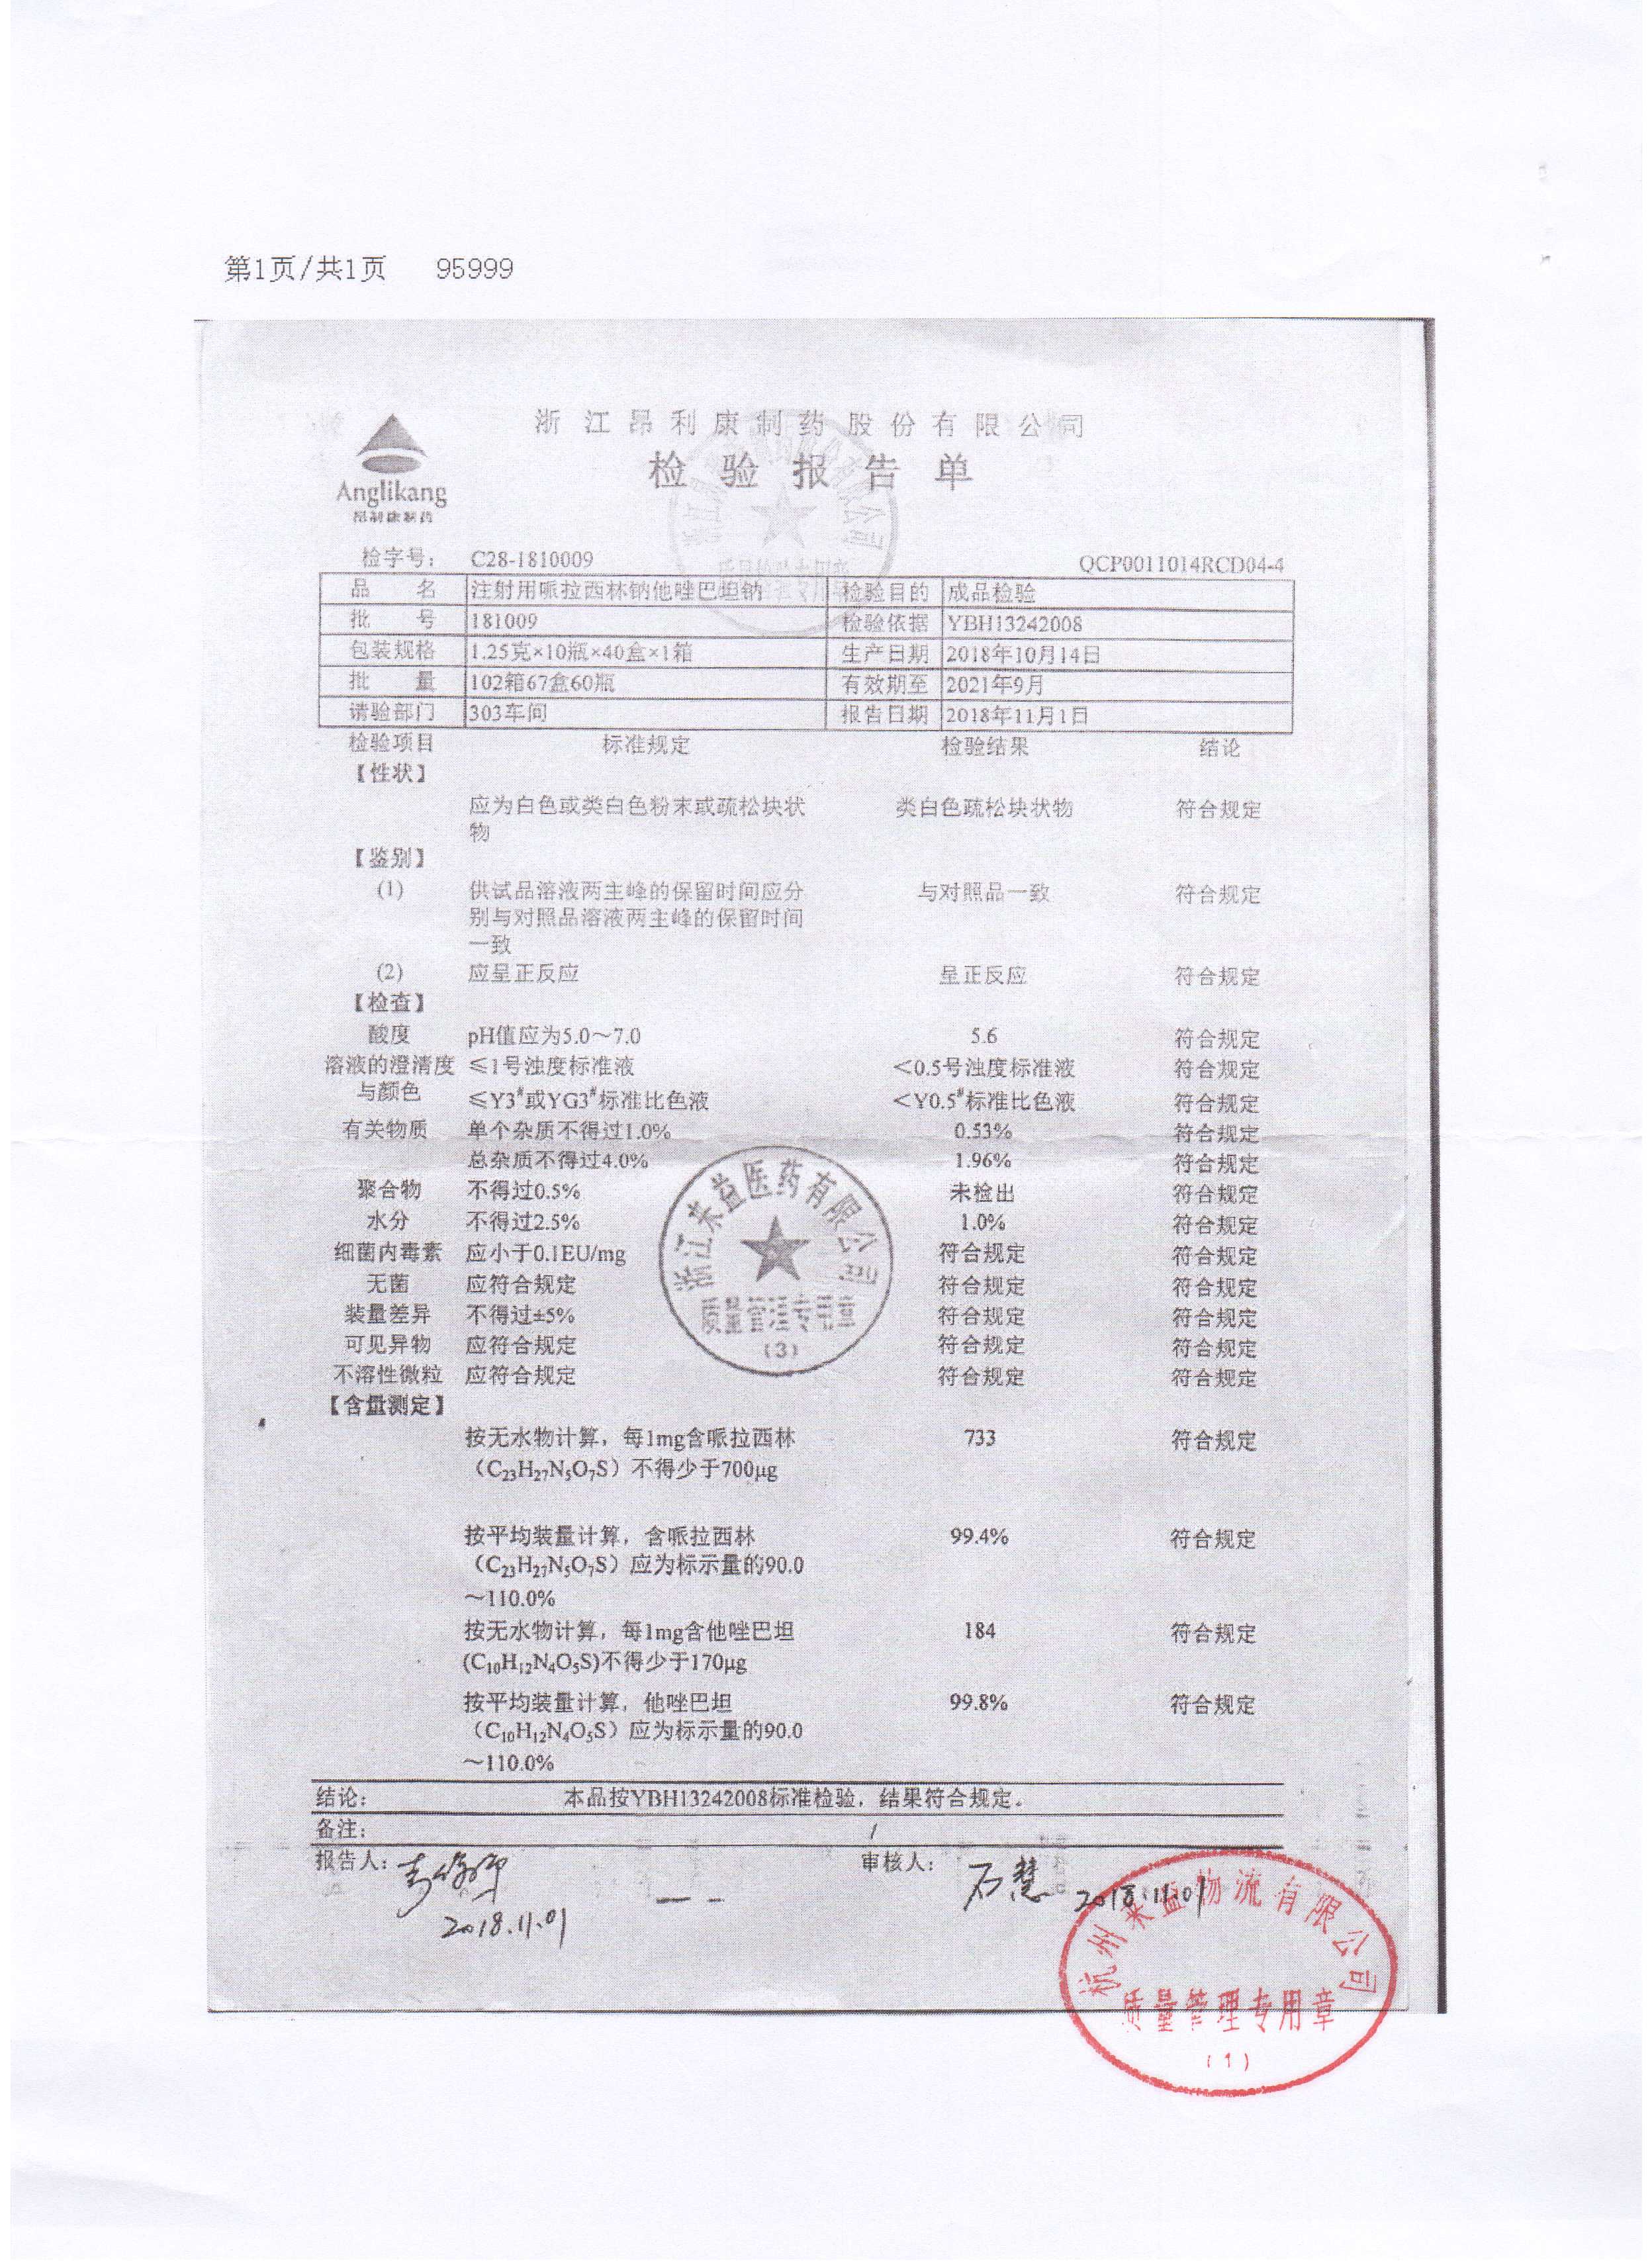 第1页/共1页 95999
浙江昂利康制药股份有限公司
检验报告单
Anglikang
昂利康制药
检字号: C28-1810009 QCP0011014RCD04-4
品名 注射用哌拉西林钠他唑巴坦钠 检验目的 成品检验
批号 181009 检验依据 YBH13242008
包装规格 1.25克×10瓶×40盒×1箱 生产日期 2018年10月14日
批量 102箱67盒60瓶 有效期至 2021年9月
请验部门 303车间 报告日期 2018年11月1日
检验项目 标准规定 检验结果 结论
【性状】
应为白色或类白色粉末或疏松块状 类白色疏松块状物 符合规定
物
【鉴别】
(1) 供试品溶液两主峰的保留时间应分 与对照品一致 符合规定
别与对照品溶液两主峰的保留时间
一致
(2) 应呈正反应 呈正反应 符合规定
【检查】
酸度 pH值应为5.0～7.0 5.6 符合规定
溶液的澄清度 ≤1号浊度标准液 <0.5号浊度标准液 符合规定
与颜色 ≤Y3#或YG3#标准比色液 <Y0.5#标准比色液 符合规定
有关物质 单个杂质不得过1.0% 0.53% 符合规定
总杂质不得过4.0% 1.96% 符合规定
聚合物 不得过0.5% 未检出 符合规定
水分 不得过2.5% 1.0% 符合规定
细菌内毒素 应小于0.1EU/mg 符合规定 符合规定
无菌 应符合规定 符合规定 符合规定
装量差异 不得过±5% 符合规定 符合规定
可见异物 应符合规定 符合规定 符合规定
不溶性微粒 应符合规定 符合规定 符合规定
浙江莱益医药有限公司
质量管理专用章
(3)
【含量测定】
按无水物计算，每1mg含哌拉西林 733 符合规定
（C23H27N5O7S）不得少于700μg
按平均装量计算，含哌拉西林 99.4% 符合规定
（C23H27N5O7S）应为标示量的90.0
～110.0%
按无水物计算，每1mg含他唑巴坦 184 符合规定
(C10H12N4O5S)不得少于170μg
按平均装量计算，他唑巴坦 99.8% 符合规定
（C10H12N4O5S）应为标示量的90.0
～110.0%
结论: 本品按YBH13242008标准检验，结果符合规定。
备注: /
报告人: 审核人: 石慧 2018.11.01
2018.11.01
杭州莱益物流有限公司
质量管理专用章
(1)